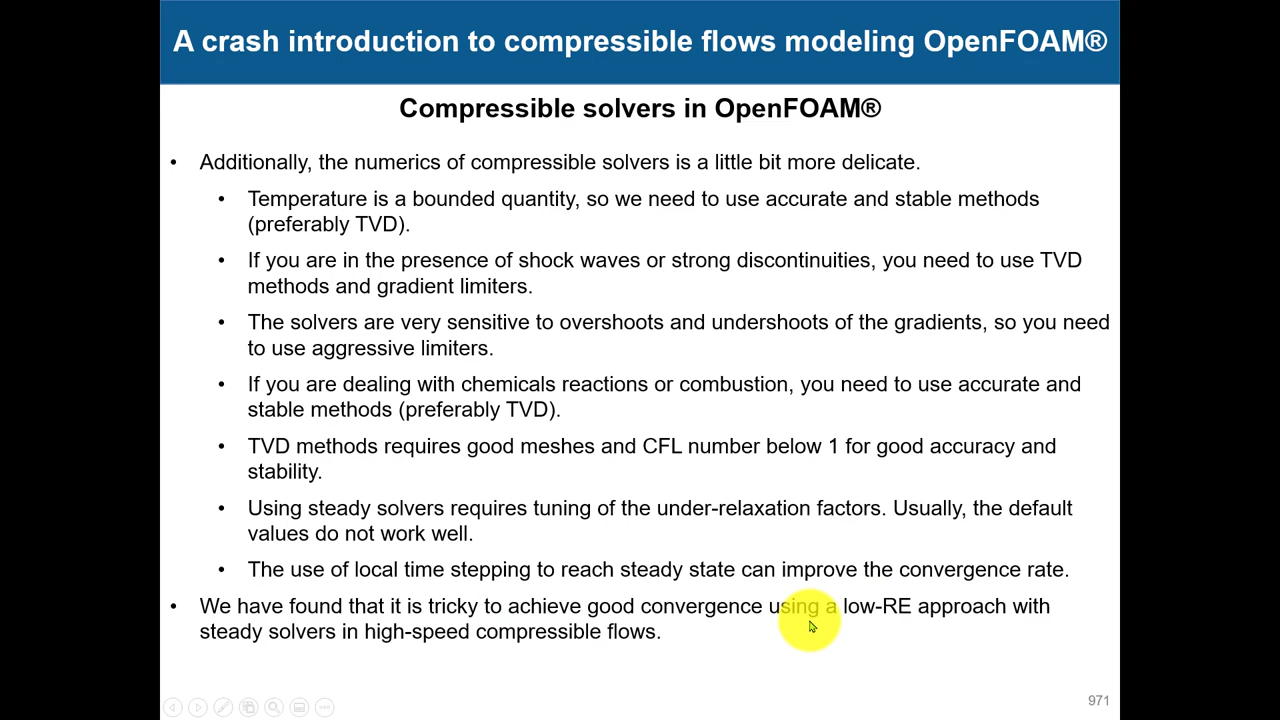 A crash introduction to compressible flows modeling OpenFOAM®
Compressible solvers in OpenFOAM®
• Additionally, the numerics of compressible solvers is a little bit more delicate.
• Temperature is a bounded quantity, so we need to use accurate and stable methods
(preferably TVD).
• If you are in the presence of shock waves or strong discontinuities, you need to use TVD
methods and gradient limiters.
• The solvers are very sensitive to overshoots and undershoots of the gradients, so you need
to use aggressive limiters.
• If you are dealing with chemicals reactions or combustion, you need to use accurate and
stable methods (preferably TVD).
• TVD methods requires good meshes and CFL number below 1 for good accuracy and
stability.
• Using steady solvers requires tuning of the under-relaxation factors. Usually, the default
values do not work well.
• The use of local time stepping to reach steady state can improve the convergence rate.
• We have found that it is tricky to achieve good convergence using a low-RE approach with
steady solvers in high-speed compressible flows.
971